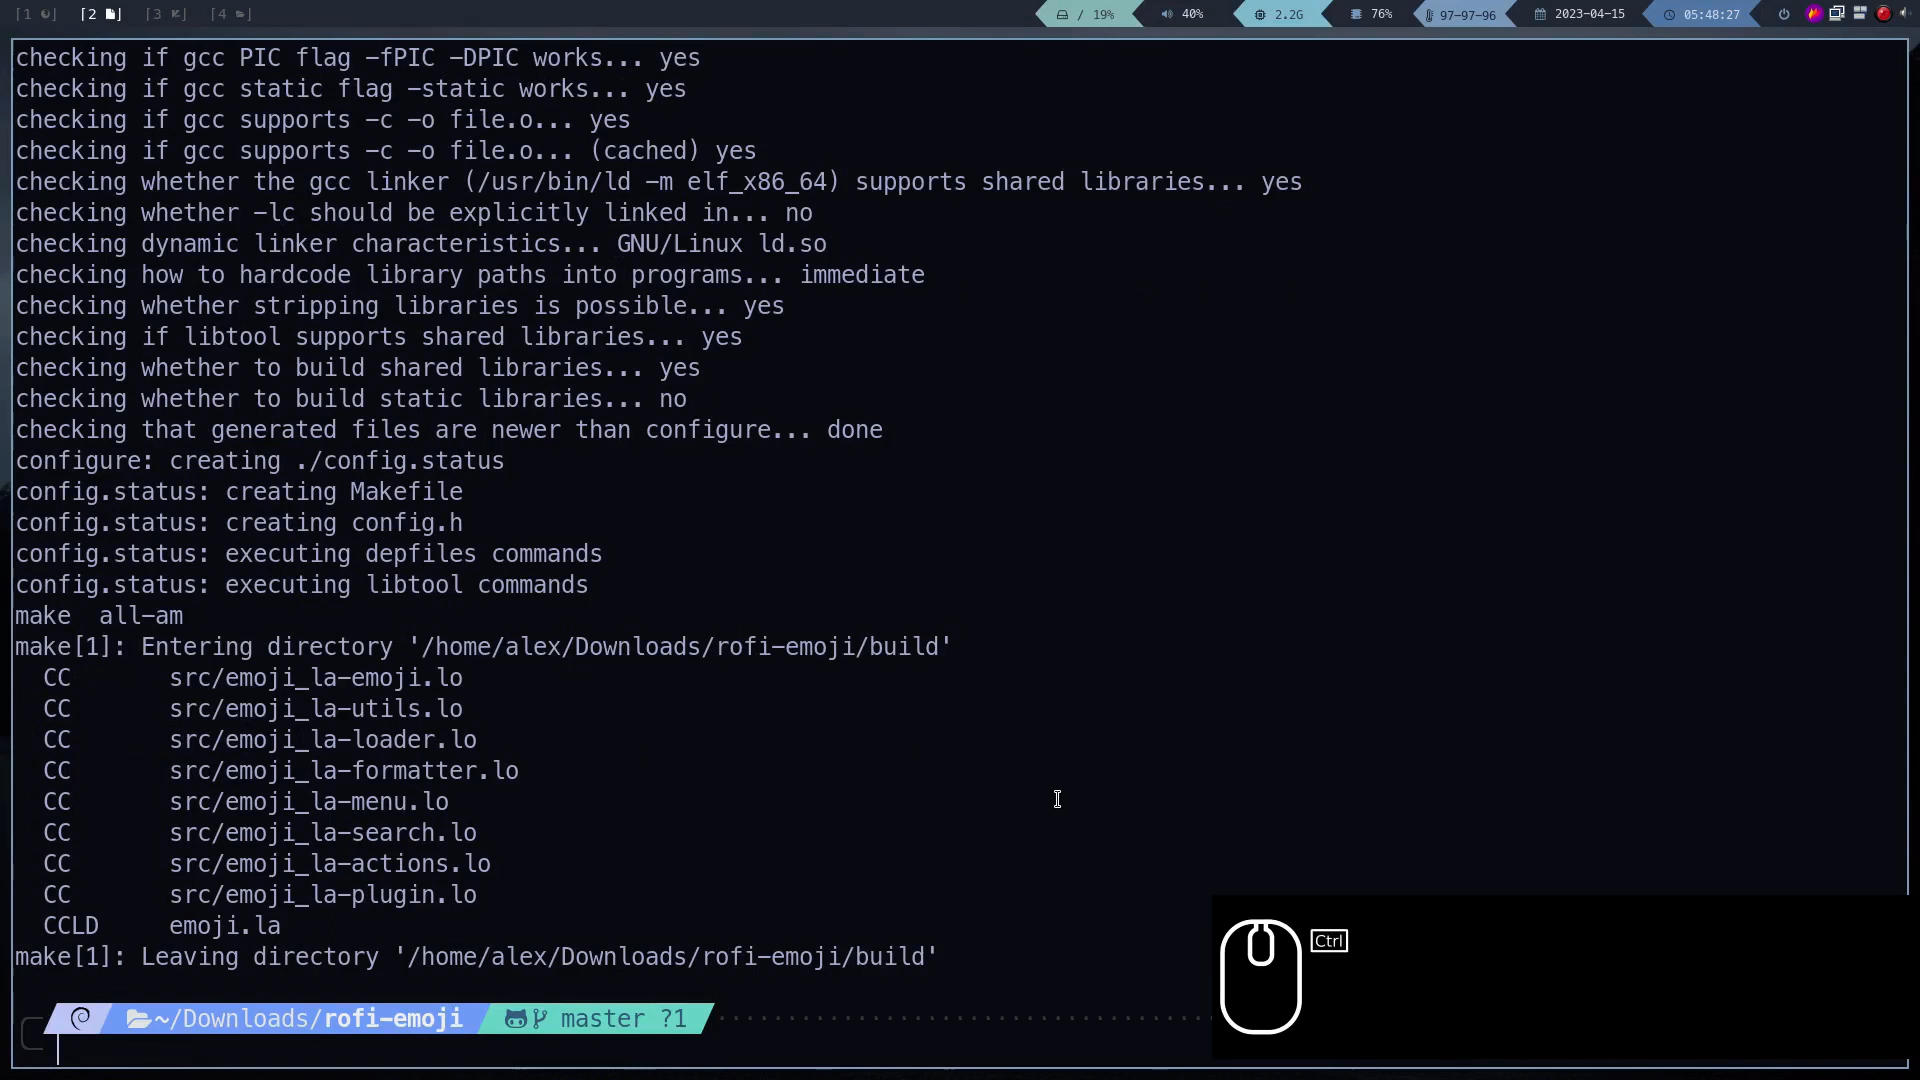 [1 ] [2 ] [3 ] [4 ] / 19% 40% 2.2G 76% 97-97-96 2023-04-15 05:48:27
checking if gcc PIC flag -fPIC -DPIC works... yes
checking if gcc static flag -static works... yes
checking if gcc supports -c -o file.o... yes
checking if gcc supports -c -o file.o... (cached) yes
checking whether the gcc linker (/usr/bin/ld -m elf_x86_64) supports shared libraries... yes
checking whether -lc should be explicitly linked in... no
checking dynamic linker characteristics... GNU/Linux ld.so
checking how to hardcode library paths into programs... immediate
checking whether stripping libraries is possible... yes
checking if libtool supports shared libraries... yes
checking whether to build shared libraries... yes
checking whether to build static libraries... no
checking that generated files are newer than configure... done
configure: creating ./config.status
config.status: creating Makefile
config.status: creating config.h
config.status: executing depfiles commands
config.status: executing libtool commands
make  all-am
make[1]: Entering directory '/home/alex/Downloads/rofi-emoji/build'
  CC       src/emoji_la-emoji.lo
  CC       src/emoji_la-utils.lo
  CC       src/emoji_la-loader.lo
  CC       src/emoji_la-formatter.lo
  CC       src/emoji_la-menu.lo
  CC       src/emoji_la-search.lo
  CC       src/emoji_la-actions.lo
  CC       src/emoji_la-plugin.lo
  CCLD     emoji.la
make[1]: Leaving directory '/home/alex/Downloads/rofi-emoji/build'
Ctrl
~/Downloads/rofi-emoji master ?1